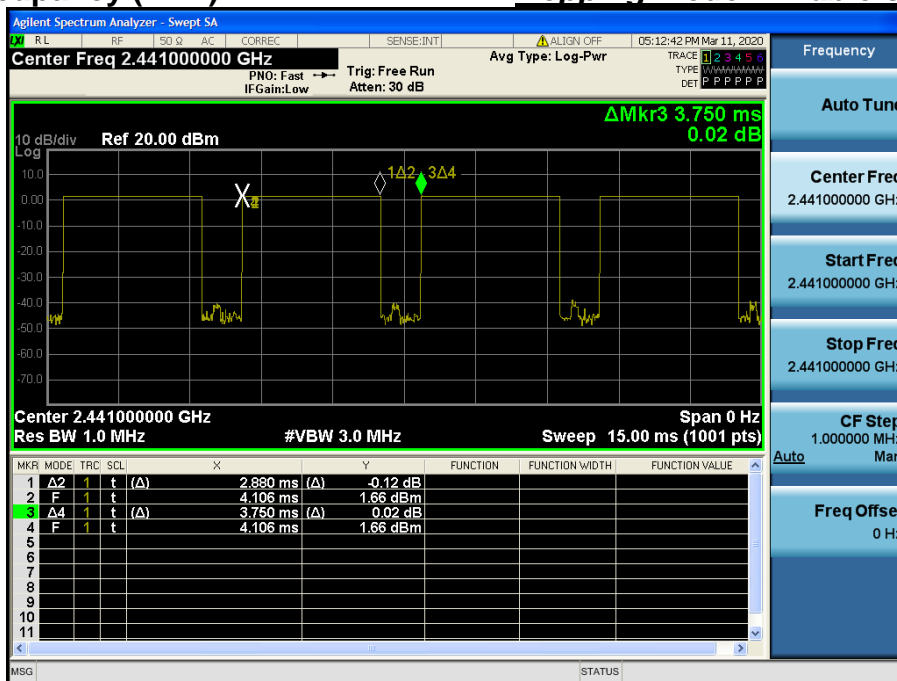 Agilent Spectrum Analyzer - Swept SA
LXI RL RF 50 Ω AC CORREC SENSE:INT ALIGN OFF 05:12:42 PM Mar 11, 2020
Center Freq 2.441000000 GHz
PNO: Fast
IFGain:Low
Trig: Free Run
Atten: 30 dB
Avg Type: Log-Pwr
TRACE 1 2 3 4 5 6
TYPE WWWWWW
DET P P P P P P
ΔMkr3 3.750 ms
0.02 dB
10 dB/div Ref 20.00 dBm
Log
10.0
0.00
-10.0
-20.0
-30.0
-40.0
-50.0
-60.0
-70.0
1Δ2 3Δ4
Center 2.441000000 GHz Span 0 Hz
Res BW 1.0 MHz #VBW 3.0 MHz Sweep 15.00 ms (1001 pts)
MKR MODE TRC SCL X Y FUNCTION FUNCTION WIDTH FUNCTION VALUE
1 Δ2 1 t (Δ) 2.880 ms (Δ) -0.12 dB
2 F 1 t 4.106 ms 1.66 dBm
3 Δ4 1 t (Δ) 3.750 ms (Δ) 0.02 dB
4 F 1 t 4.106 ms 1.66 dBm
5
6
7
8
9
10
11
MSG STATUS
Frequency
Auto Tune
Center Freq
2.441000000 GHz
Start Freq
2.441000000 GHz
Stop Freq
2.441000000 GHz
CF Step
1.000000 MHz
Auto Man
Freq Offset
0 Hz